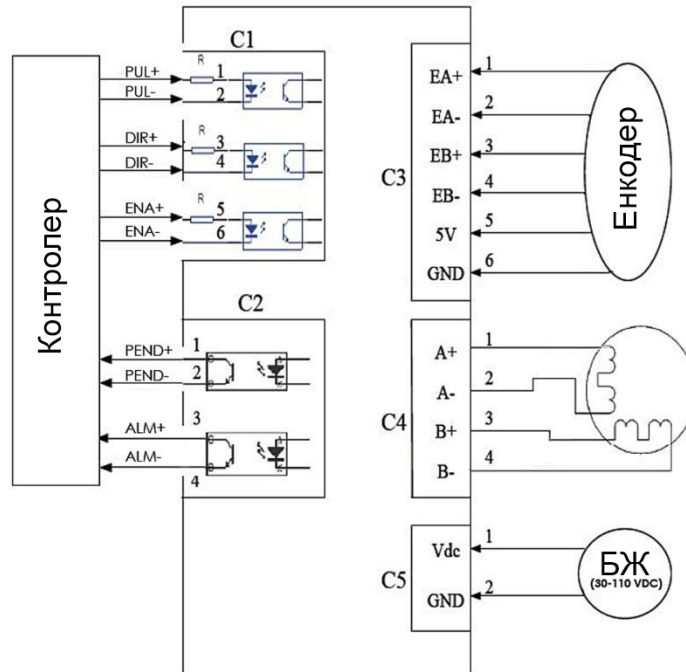 Контролер
C1
R
PUL+ 1
PUL- 2
R
DIR+ 3
DIR- 4
R
ENA+ 5
ENA- 6
C2
PEND+ 1
PEND- 2
ALM+ 3
ALM- 4
C3
EA+ 1
EA- 2
EB+ 3
EB- 4
5V 5
GND 6
Енкодер
C4
A+ 1
A- 2
B+ 3
B- 4
C5
Vdc 1
GND 2
БЖ
(30-110 VDC)